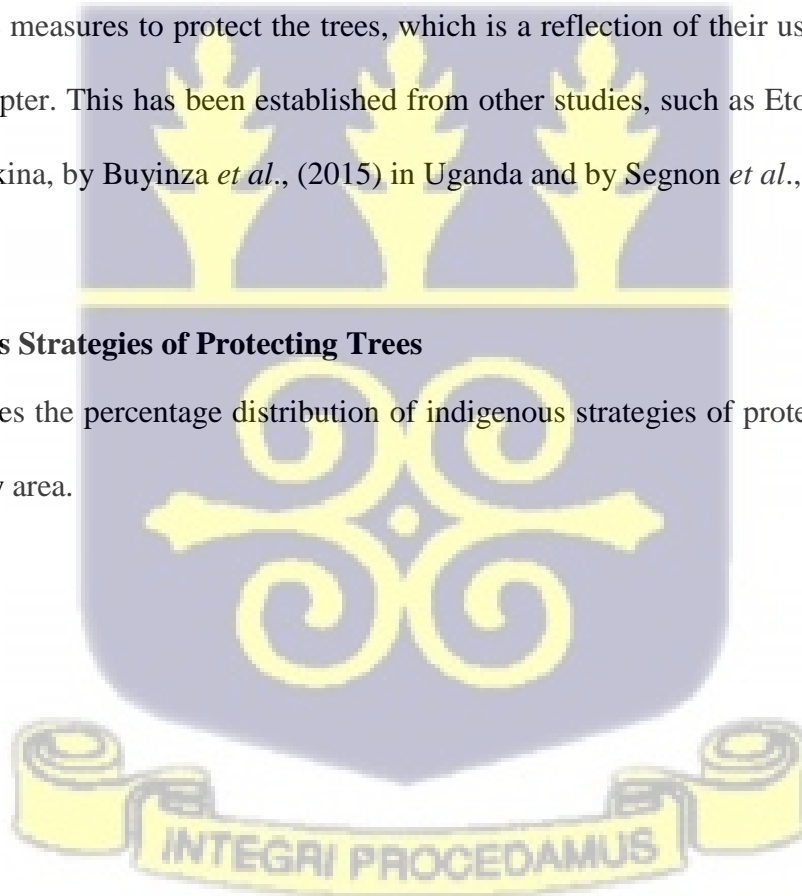 measures to protect the trees, which is a reflection of their us
pter. This has been established from other studies, such as Eto
kina, by Buyinza et al., (2015) in Uganda and by Segnon et al.,
s Strategies of Protecting Trees
es the percentage distribution of indigenous strategies of prote
area.
INTEGRI PROCEDAMUS